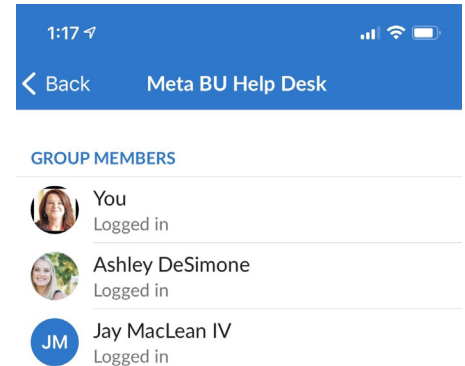 1:17
Back Meta BU Help Desk
GROUP MEMBERS
You
Logged in
Ashley DeSimone
Logged in
JM
Jay MacLean IV
Logged in